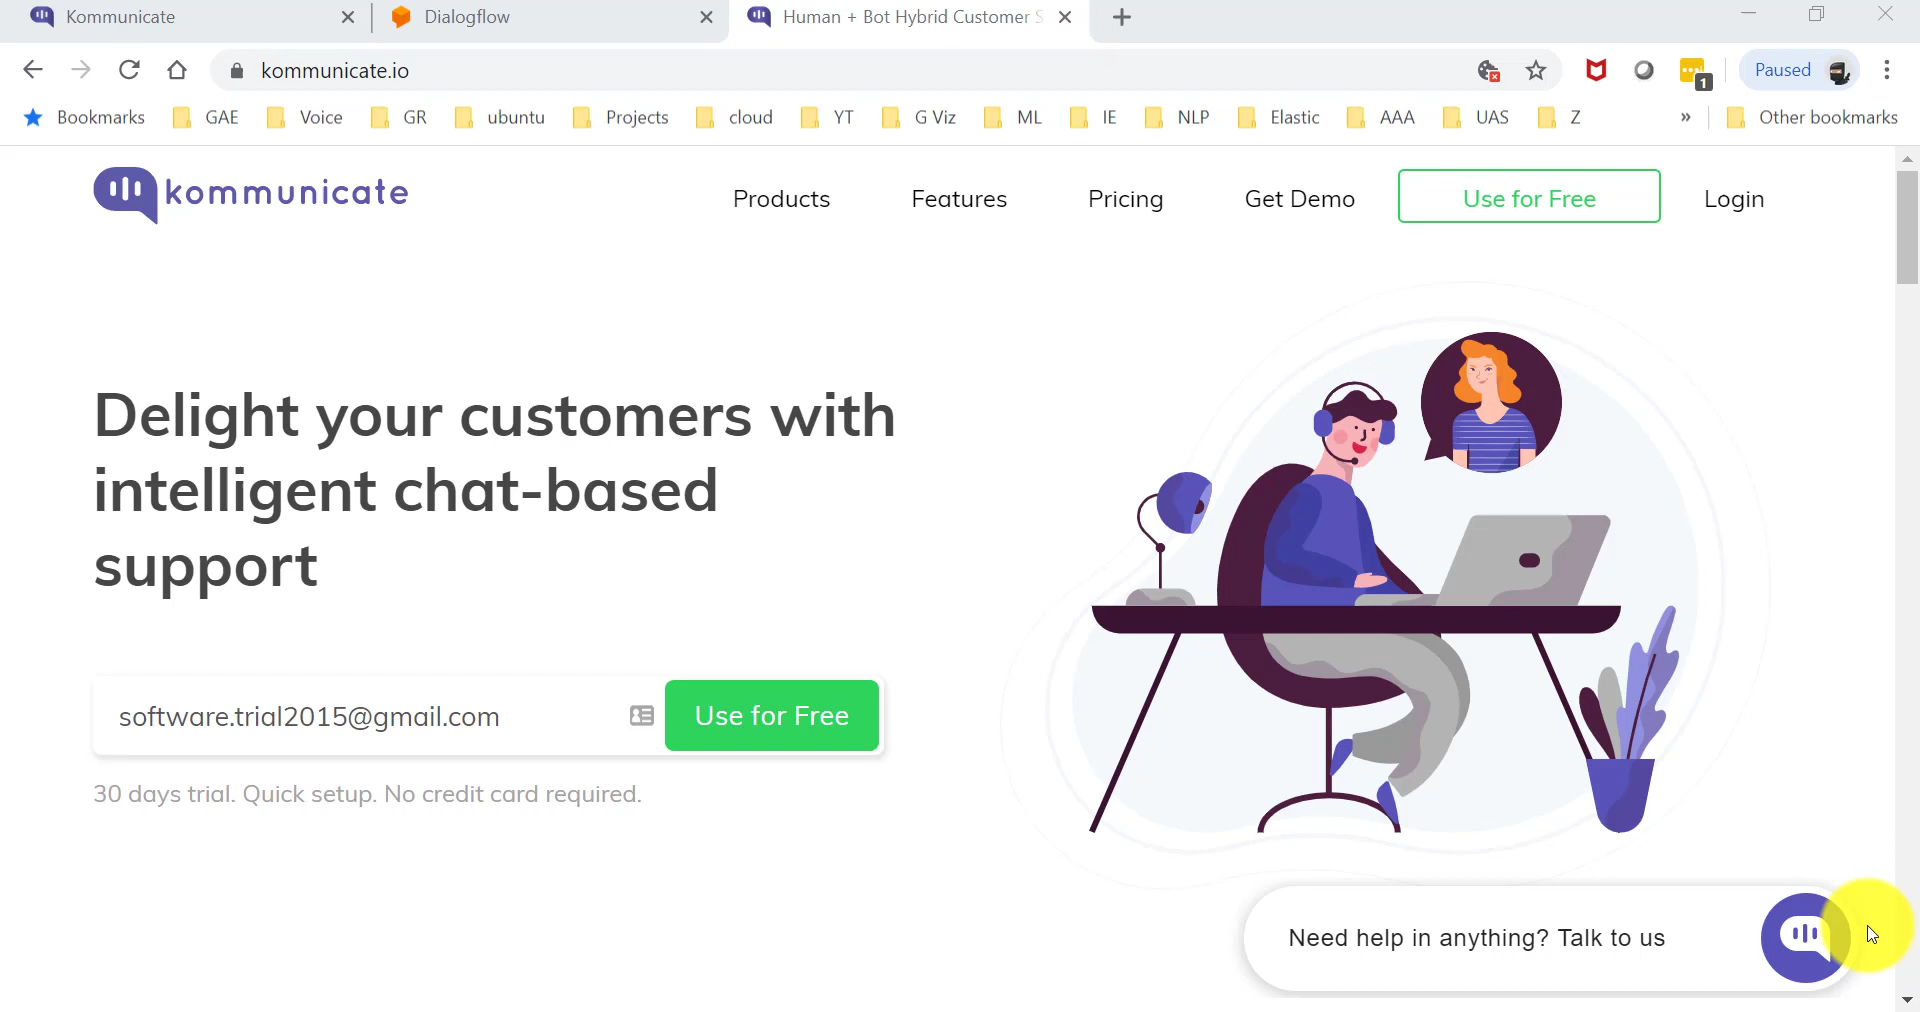 Kommunicate
Dialogflow
Human + Bot Hybrid Customer S
kommunicate.io
1
Paused
Bookmarks
GAE
Voice
GR
ubuntu
Projects
cloud
YT
G Viz
ML
IE
NLP
Elastic
AAA
UAS
Z
»
Other bookmarks
kommunicate
Products
Features
Pricing
Get Demo
Use for Free
Login
Delight your customers with
intelligent chat-based
support
software.trial2015@gmail.com
Use for Free
30 days trial. Quick setup. No credit card required.
Need help in anything? Talk to us